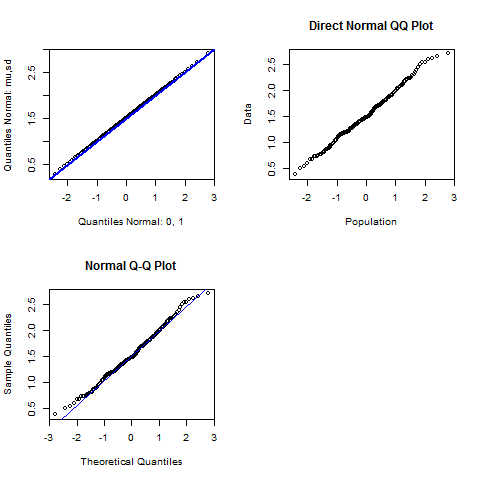 Quantiles Normal: mu,sd
0.5 1.5 2.5
-2 -1 0 1 2 3
Quantiles Normal: 0, 1
Direct Normal QQ Plot
Data
0.5 1.0 1.5 2.0 2.5
-2 -1 0 1 2 3
Population
Normal Q-Q Plot
Sample Quantiles
0.5 1.0 1.5 2.0 2.5
-3 -2 -1 0 1 2 3
Theoretical Quantiles